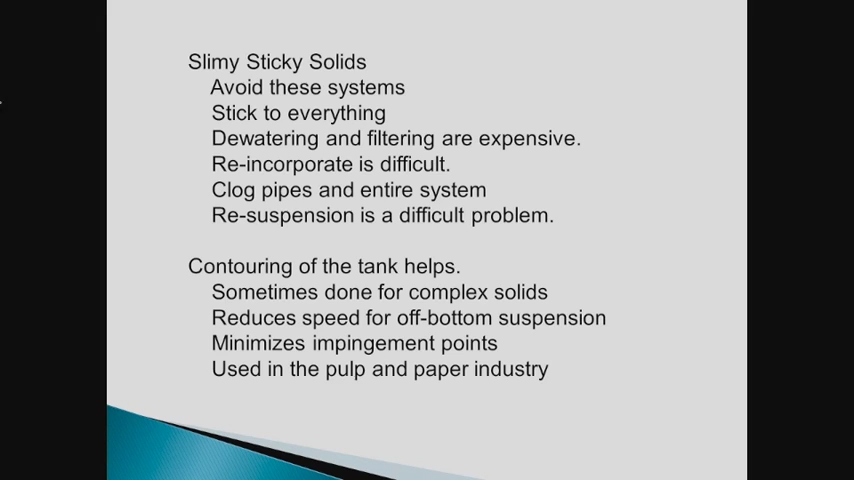 Slimy Sticky Solids
Avoid these systems
Stick to everything
Dewatering and filtering are expensive.
Re-incorporate is difficult.
Clog pipes and entire system
Re-suspension is a difficult problem.
Contouring of the tank helps.
Sometimes done for complex solids
Reduces speed for off-bottom suspension
Minimizes impingement points
Used in the pulp and paper industry